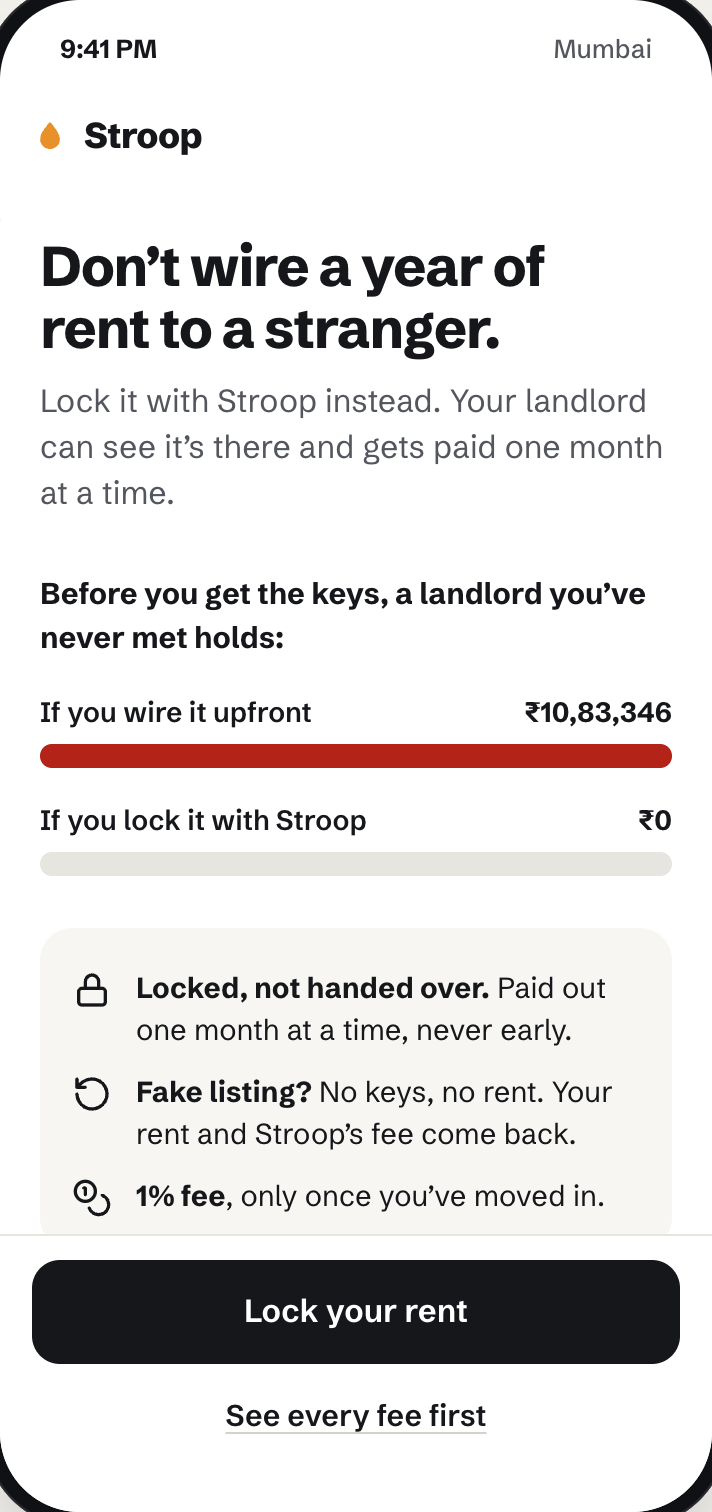 9:41 PM
Mumbai
Stroop
Don’t wire a year of
rent to a stranger.
Lock it with Stroop instead. Your landlord
can see it’s there and gets paid one month
at a time.
Before you get the keys, a landlord you’ve
never met holds:
If you wire it upfront
₹10,83,346
If you lock it with Stroop
₹0
Locked, not handed over. Paid out
one month at a time, never early.
Fake listing? No keys, no rent. Your
rent and Stroop’s fee come back.
1% fee, only once you’ve moved in.
Lock your rent
See every fee first